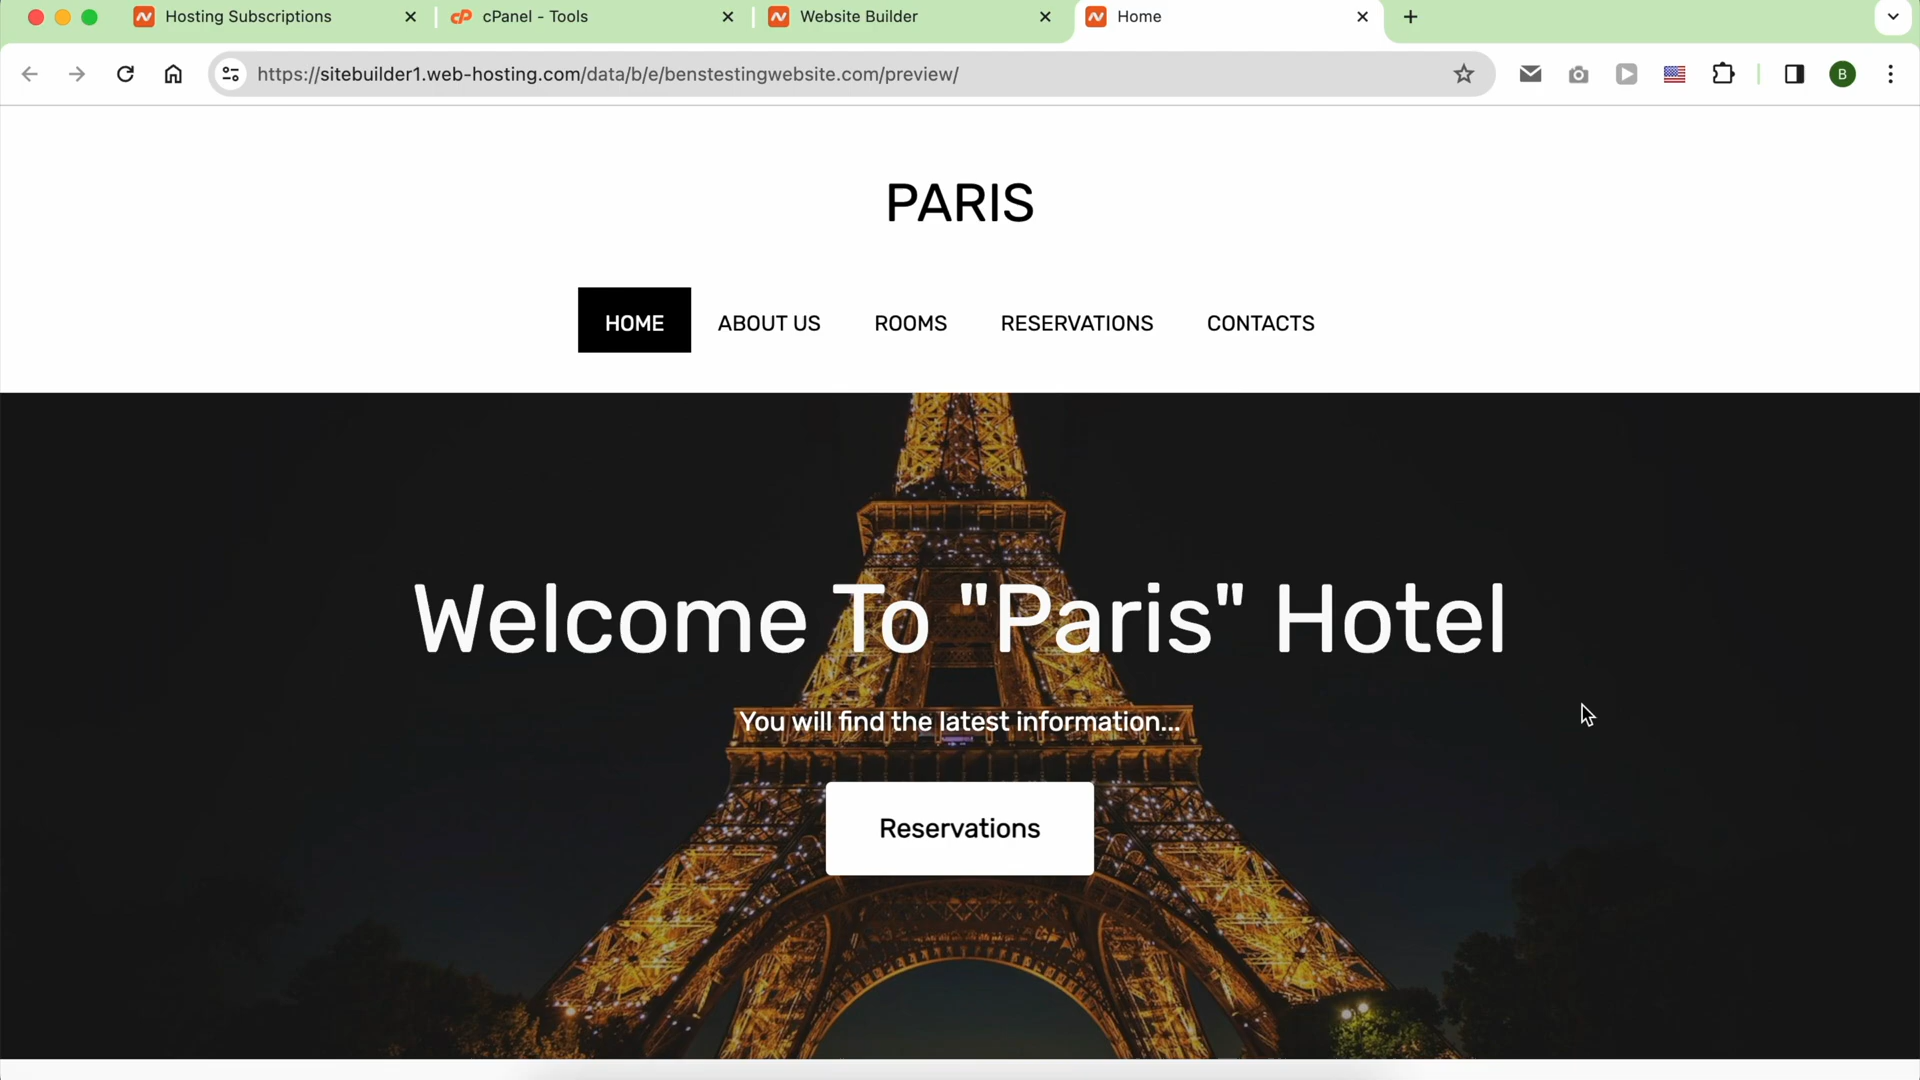 Hosting Subscriptions
cPanel - Tools
Website Builder
Home
https://sitebuilder1.web-hosting.com/data/b/e/benstestingwebsite.com/preview/
B
PARIS
HOME
ABOUT US
ROOMS
RESERVATIONS
CONTACTS
Welcome To "Paris" Hotel
You will find the latest information...
Reservations